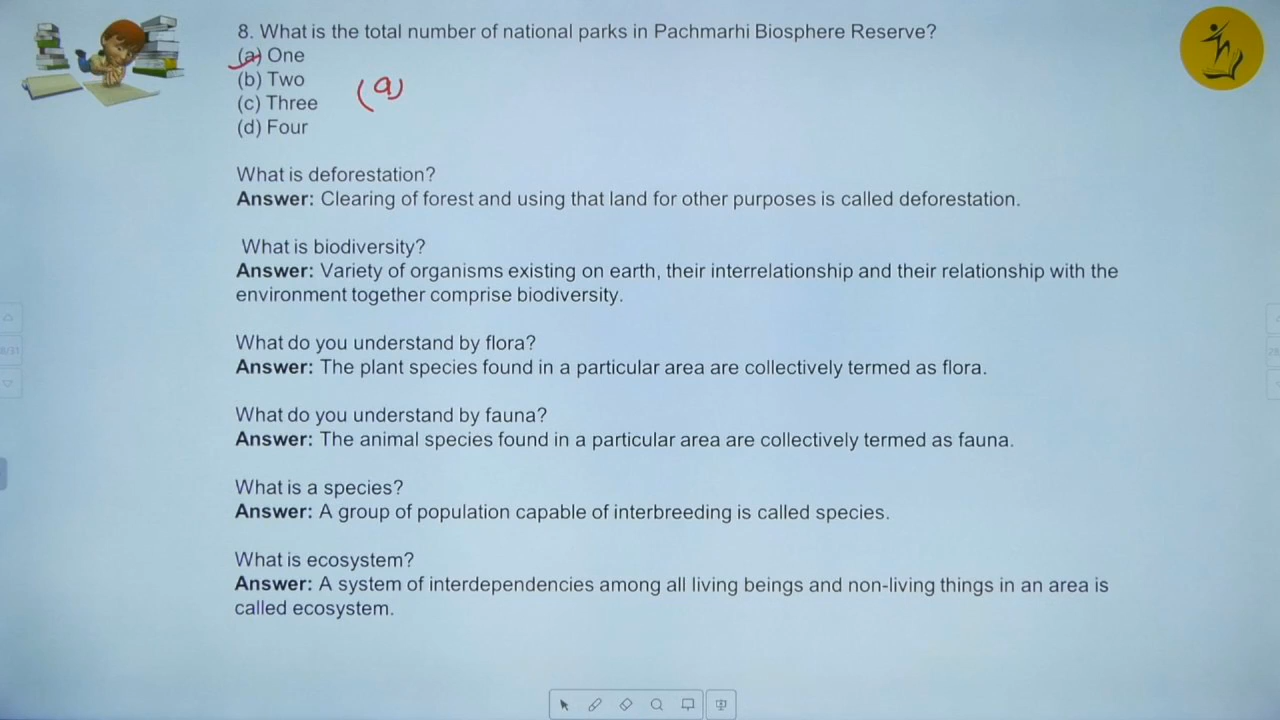 8. What is the total number of national parks in Pachmarhi Biosphere Reserve?
(a) One
(b) Two
(c) Three
(a)
(d) Four
What is deforestation?
Answer: Clearing of forest and using that land for other purposes is called deforestation.
What is biodiversity?
Answer: Variety of organisms existing on earth, their interrelationship and their relationship with the
environment together comprise biodiversity.
What do you understand by flora?
Answer: The plant species found in a particular area are collectively termed as flora.
What do you understand by fauna?
Answer: The animal species found in a particular area are collectively termed as fauna.
What is a species?
Answer: A group of population capable of interbreeding is called species.
What is ecosystem?
Answer: A system of interdependencies among all living beings and non-living things in an area is
called ecosystem.